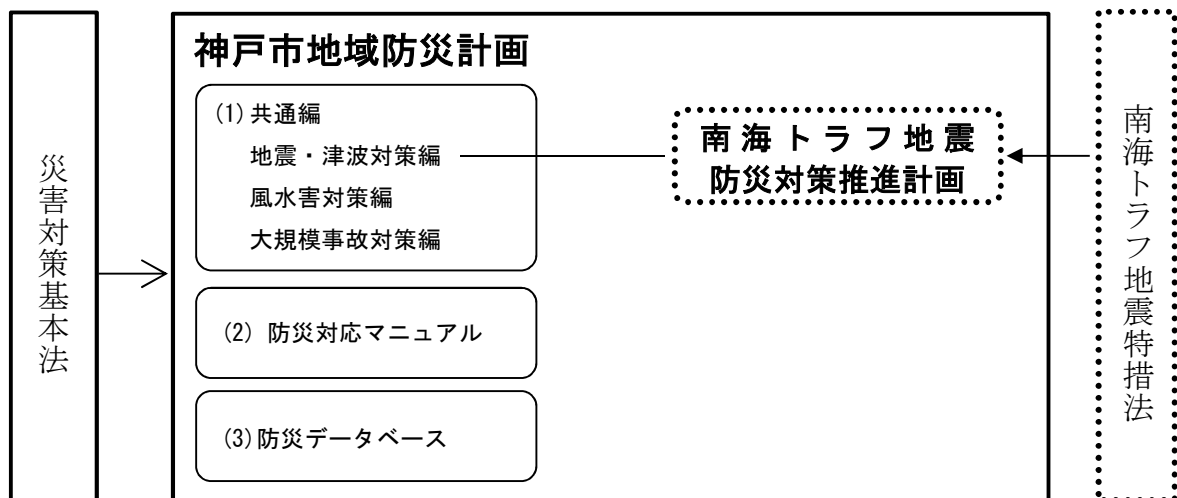 災害対策基本法
神戸市地域防災計画
(1)共通編
地震・津波対策編
風水害対策編
大規模事故対策編
(2) 防災対応マニュアル
(3)防災データベース
南海トラフ地震
防災対策推進計画
南海トラフ地震特措法